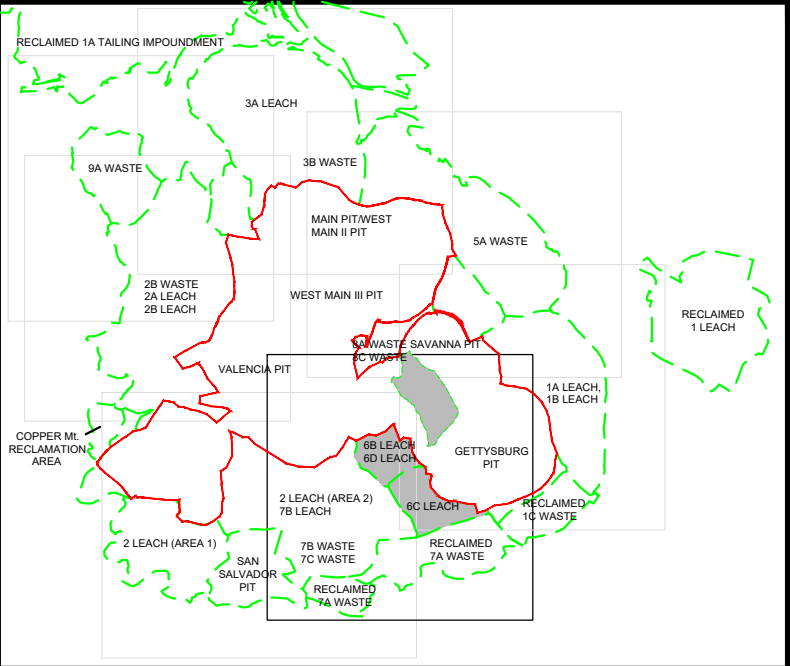 RECLAIMED 1A TAILING IMPOUNDMENT
3A LEACH
3B WASTE
9A WASTE
MAIN PIT/WEST
MAIN II PIT
5A WASTE
2B WASTE
2A LEACH
2B LEACH
WEST MAIN III PIT
RECLAIMED
1 LEACH
8A WASTE SAVANNA PIT
8C WASTE
VALENCIA PIT
1A LEACH,
1B LEACH
COPPER Mt.
RECLAMATION
AREA
6B LEACH
6D LEACH
GETTYSBURG
PIT
2 LEACH (AREA 2)
7B LEACH
6C LEACH
RECLAIMED
1C WASTE
2 LEACH (AREA 1)
7B WASTE
7C WASTE
RECLAIMED
7A WASTE
SAN
SALVADOR
PIT
RECLAIMED
7A WASTE